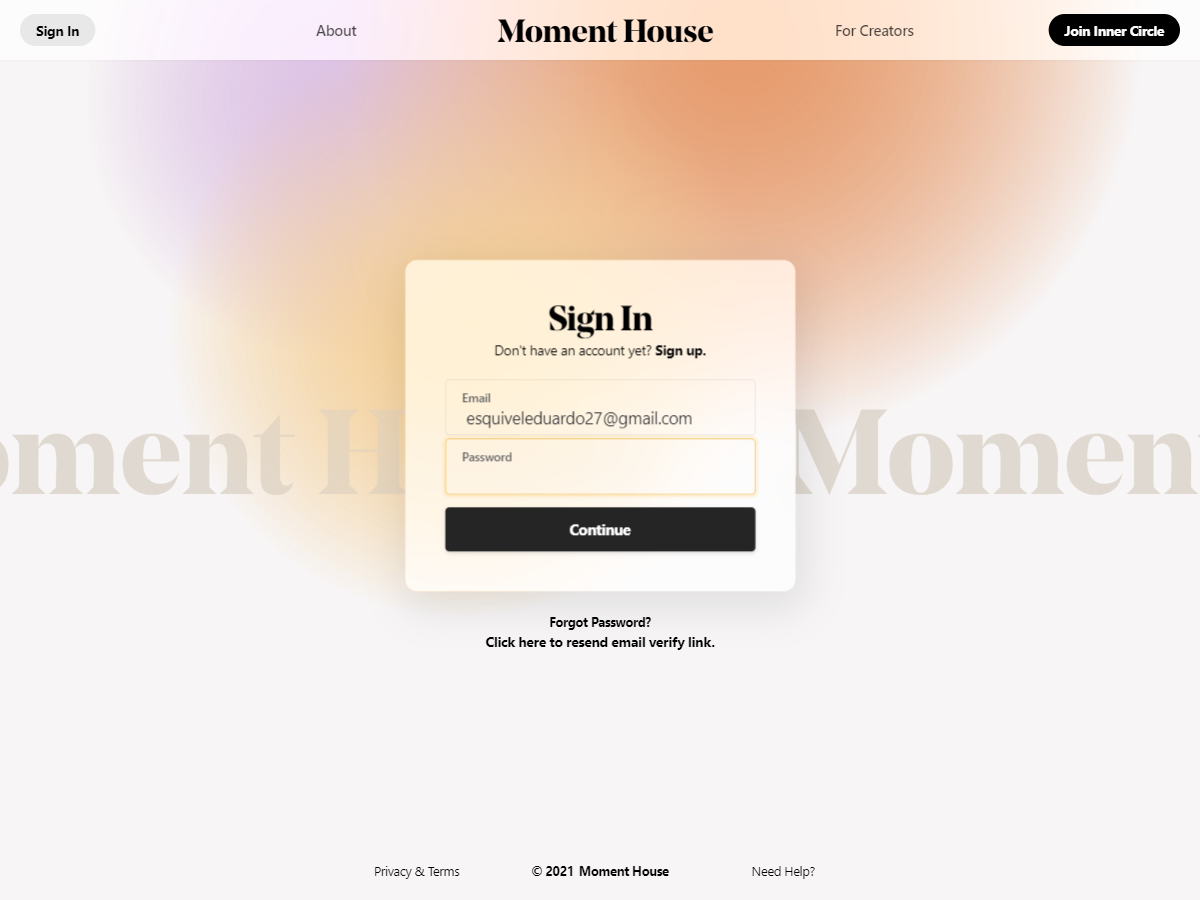 Sign In
About
Moment House
For Creators
Join Inner Circle
oment H
Momen
Sign In
Don't have an account yet? Sign up.
Email
esquiveleduardo27@gmail.com
Password
Continue
Forgot Password?
Click here to resend email verify link.
Privacy & Terms
© 2021 Moment House
Need Help?